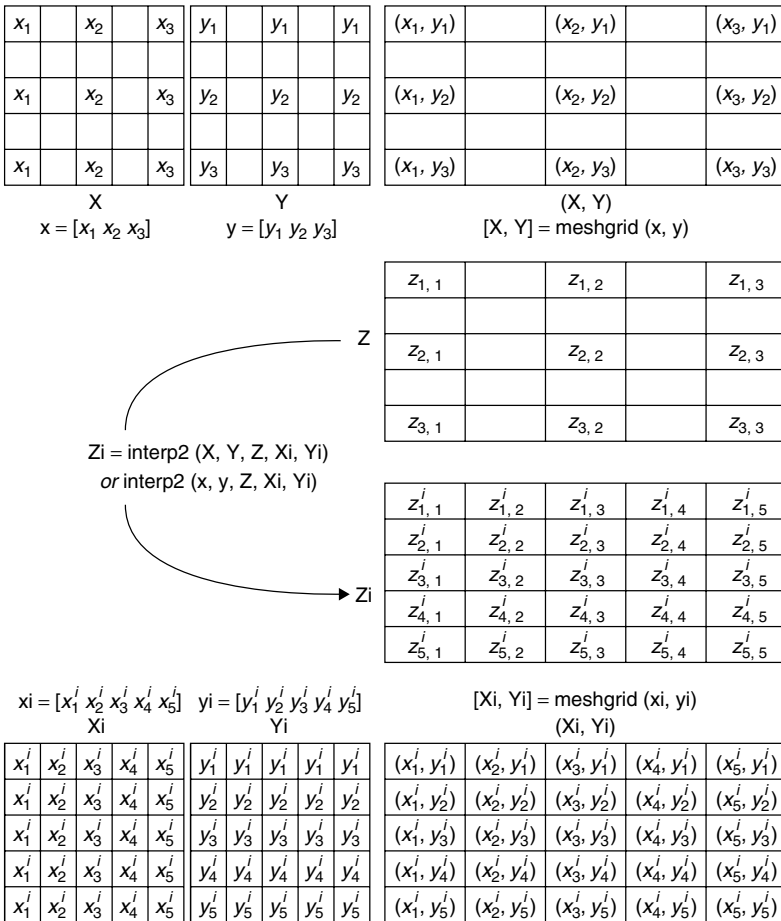 x₁ x₂ x₃ y₁ y₁ y₁ (x₁, y₁) (x₂, y₁) (x₃, y₁)
x₁ x₂ x₃ y₂ y₂ y₂ (x₁, y₂) (x₂, y₂) (x₃, y₂)
x₁ x₂ x₃ y₃ y₃ y₃ (x₁, y₃) (x₂, y₃) (x₃, y₃)
X Y (X, Y)
x = [x₁ x₂ x₃] y = [y₁ y₂ y₃] [X, Y] = meshgrid (x, y)
z₁, ₁ z₁, ₂ z₁, ₃
Z z₂, ₁ z₂, ₂ z₂, ₃
z₃, ₁ z₃, ₂ z₃, ₃
Zi = interp2 (X, Y, Z, Xi, Yi)
or interp2 (x, y, Z, Xi, Yi)
zⁱ₁, ₁ zⁱ₁, ₂ zⁱ₁, ₃ zⁱ₁, ₄ zⁱ₁, ₅
zⁱ₂, ₁ zⁱ₂, ₂ zⁱ₂, ₃ zⁱ₂, ₄ zⁱ₂, ₅
Zi zⁱ₃, ₁ zⁱ₃, ₂ zⁱ₃, ₃ zⁱ₃, ₄ zⁱ₃, ₅
zⁱ₄, ₁ zⁱ₄, ₂ zⁱ₄, ₃ zⁱ₄, ₄ zⁱ₄, ₅
zⁱ₅, ₁ zⁱ₅, ₂ zⁱ₅, ₃ zⁱ₅, ₄ zⁱ₅, ₅
xi = [xⁱ₁ xⁱ₂ xⁱ₃ xⁱ₄ xⁱ₅] yi = [yⁱ₁ yⁱ₂ yⁱ₃ yⁱ₄ yⁱ₅] [Xi, Yi] = meshgrid (xi, yi)
Xi Yi (Xi, Yi)
xⁱ₁ xⁱ₂ xⁱ₃ xⁱ₄ xⁱ₅ yⁱ₁ yⁱ₁ yⁱ₁ yⁱ₁ yⁱ₁ (xⁱ₁, yⁱ₁) (xⁱ₂, yⁱ₁) (xⁱ₃, yⁱ₁) (xⁱ₄, yⁱ₁) (xⁱ₅, yⁱ₁)
xⁱ₁ xⁱ₂ xⁱ₃ xⁱ₄ xⁱ₅ yⁱ₂ yⁱ₂ yⁱ₂ yⁱ₂ yⁱ₂ (xⁱ₁, yⁱ₂) (xⁱ₂, yⁱ₂) (xⁱ₃, yⁱ₂) (xⁱ₄, yⁱ₂) (xⁱ₅, yⁱ₂)
xⁱ₁ xⁱ₂ xⁱ₃ xⁱ₄ xⁱ₅ yⁱ₃ yⁱ₃ yⁱ₃ yⁱ₃ yⁱ₃ (xⁱ₁, yⁱ₃) (xⁱ₂, yⁱ₃) (xⁱ₃, yⁱ₃) (xⁱ₄, yⁱ₃) (xⁱ₅, yⁱ₃)
xⁱ₁ xⁱ₂ xⁱ₃ xⁱ₄ xⁱ₅ yⁱ₄ yⁱ₄ yⁱ₄ yⁱ₄ yⁱ₄ (xⁱ₁, yⁱ₄) (xⁱ₂, yⁱ₄) (xⁱ₃, yⁱ₄) (xⁱ₄, yⁱ₄) (xⁱ₅, yⁱ₄)
xⁱ₁ xⁱ₂ xⁱ₃ xⁱ₄ xⁱ₅ yⁱ₅ yⁱ₅ yⁱ₅ yⁱ₅ yⁱ₅ (xⁱ₁, yⁱ₅) (xⁱ₂, yⁱ₅) (xⁱ₃, yⁱ₅) (xⁱ₄, yⁱ₅) (xⁱ₅, yⁱ₅)